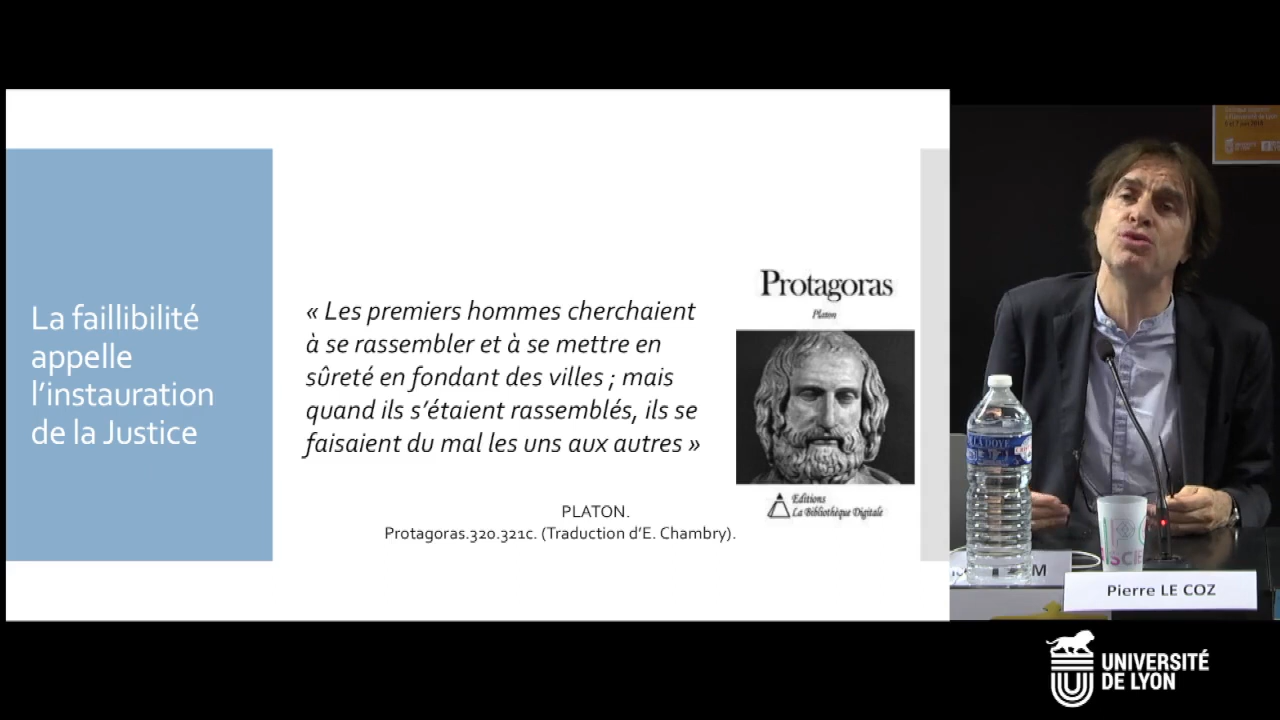 La faillibilité
appelle
l'instauration
de la Justice
« Les premiers hommes cherchaient
à se rassembler et à se mettre en
sûreté en fondant des villes ; mais
quand ils s'étaient rassemblés, ils se
faisaient du mal les uns aux autres »
PLATON.
Protagoras.320.321c. (Traduction d'E. Chambry).
Protagoras
Platon
Editions
La Bibliothèque Digitale
Pierre LE COZ
UNIVERSITÉ
DE LYON